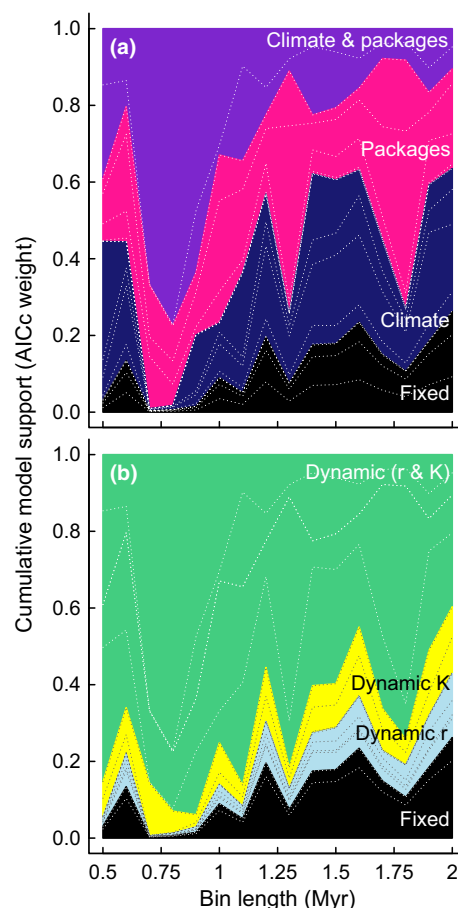 (a)
Climate & packages
Packages
Climate
Fixed
1.0
0.8
0.6
0.4
0.2
0.0
Cumulative model support (AICc weight)
(b)
Dynamic (r & K)
Dynamic K
Dynamic r
Fixed
1.0
0.8
0.6
0.4
0.2
0.0
0.5 0.75 1 1.25 1.5 1.75 2
Bin length (Myr)